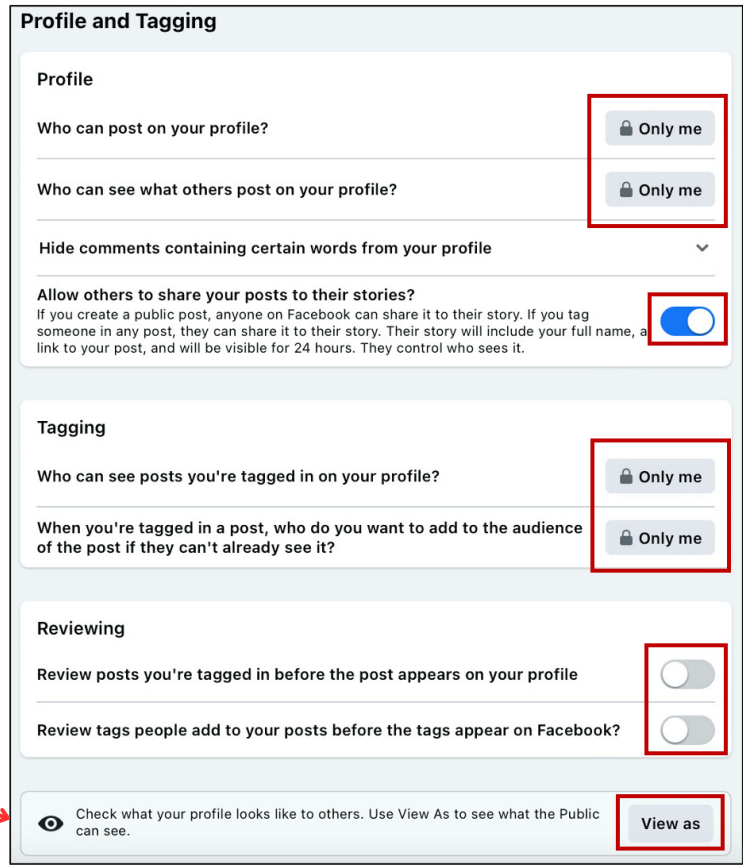 Profile and Tagging
Profile
Who can post on your profile?
Only me
Who can see what others post on your profile?
Only me
Hide comments containing certain words from your profile
Allow others to share your posts to their stories?
If you create a public post, anyone on Facebook can share it to their story. If you tag
someone in any post, they can share it to their story. Their story will include your full name, a
link to your post, and will be visible for 24 hours. They control who sees it.
Tagging
Who can see posts you're tagged in on your profile?
Only me
When you're tagged in a post, who do you want to add to the audience
of the post if they can't already see it?
Only me
Reviewing
Review posts you're tagged in before the post appears on your profile
Review tags people add to your posts before the tags appear on Facebook?
Check what your profile looks like to others. Use View As to see what the Public
can see.
View as